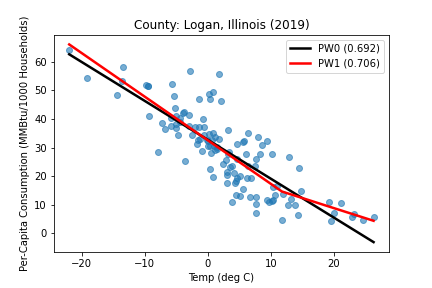 County: Logan, Illinois (2019)
Per-Capita Consumption (MMBtu/1000 Households)
60
50
40
30
20
10
0
PW0 (0.692)
PW1 (0.706)
−20
−10
0
10
20
Temp (deg C)